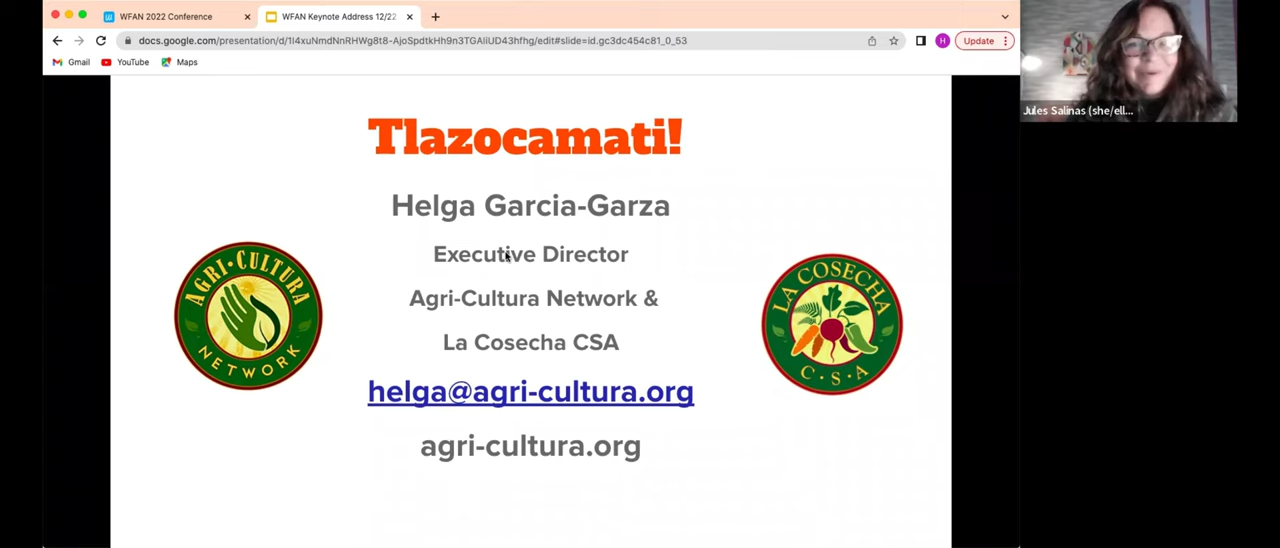 WFAN 2022 Conference
WFAN Keynote Address 12/22
docs.google.com/presentation/d/1I4xuNmdNnRHWg8t8-AjoSpdtkHh9n3TGAIiUD43hfhg/edit#slide=id.gc3dc454c81_0_53
H
Update
Gmail
YouTube
Maps
Jules Salinas (she/ell...
Tlazocamati!
Helga Garcia-Garza
Executive Director
Agri-Cultura Network &
La Cosecha CSA
helga@agri-cultura.org
agri-cultura.org
AGRI·CULTURA
NETWORK
LA COSECHA
C·S·A